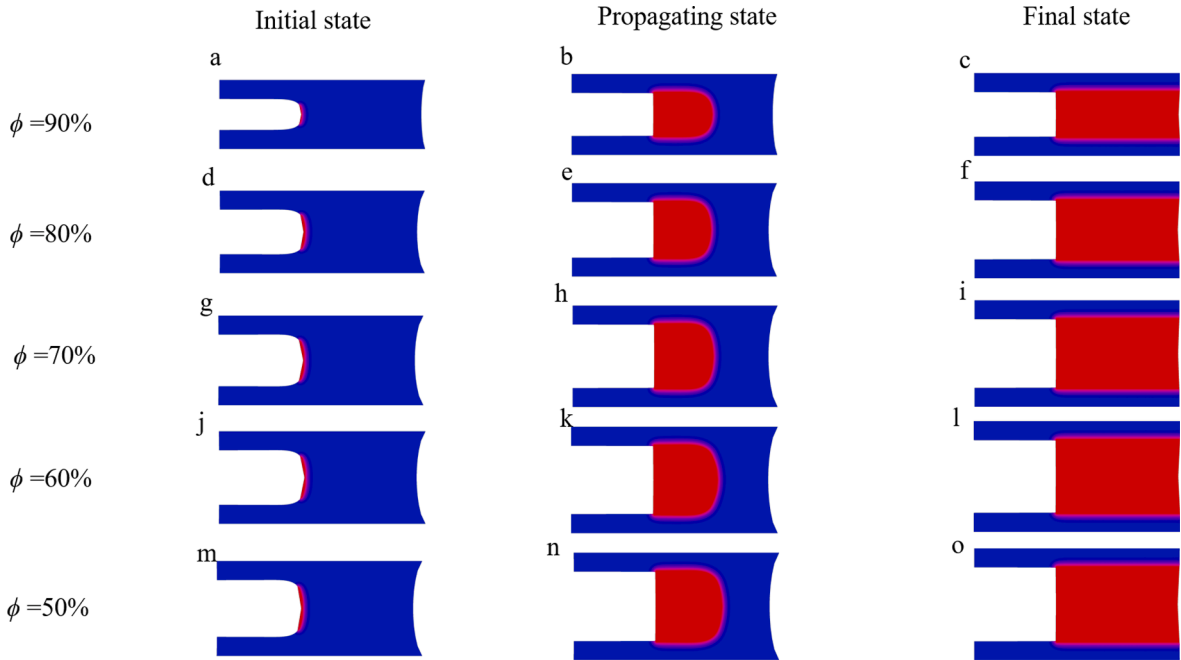 Initial state Propagating state Final state
a b c
ϕ =90%
d e f
ϕ =80%
g h i
ϕ =70%
j k l
ϕ =60%
m n o
ϕ =50%